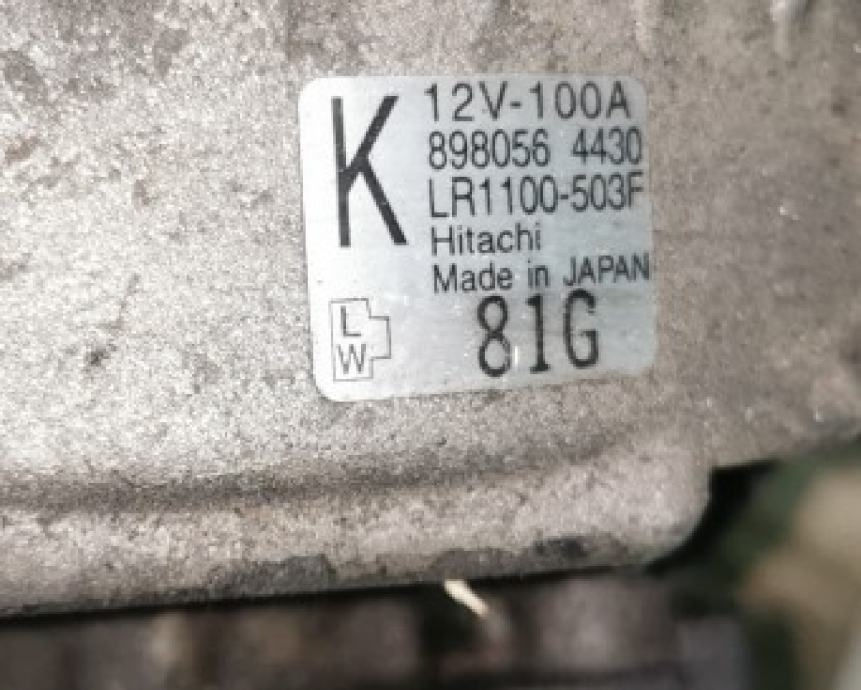 K
12V-100A
898056 4430
LR1100-503F
Hitachi
Made in JAPAN
L
W
81G